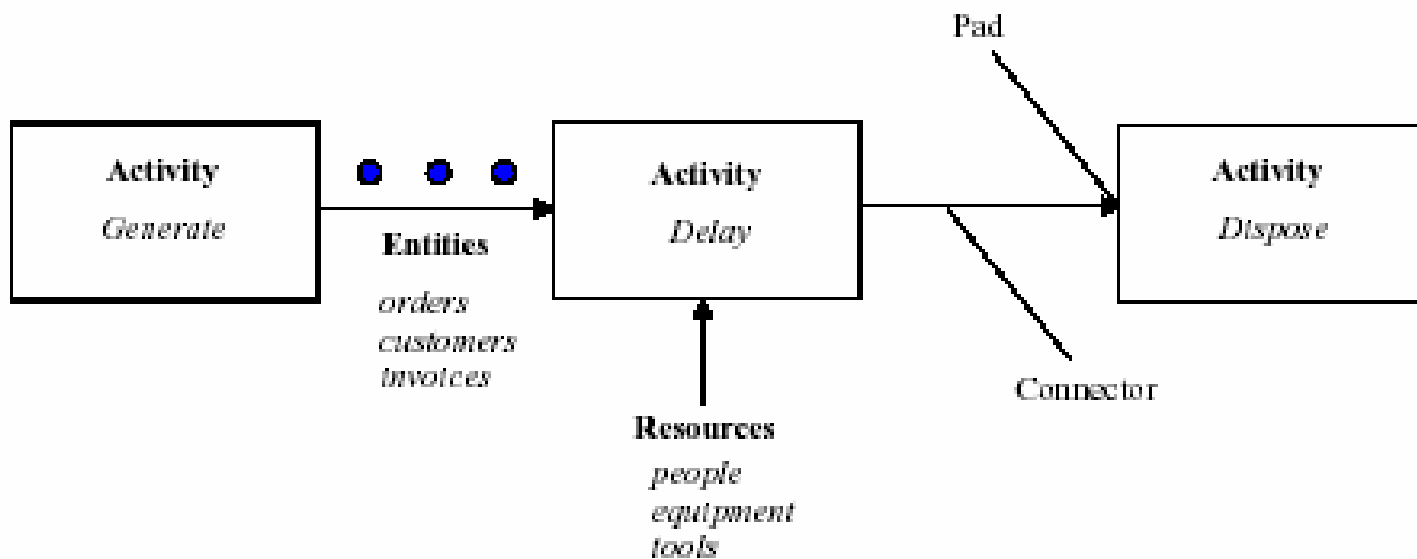 Pad
Activity
Generate
Entities
orders
customers
invoices
Activity
Delay
Resources
people
equipment
tools
Activity
Dispose
Connector